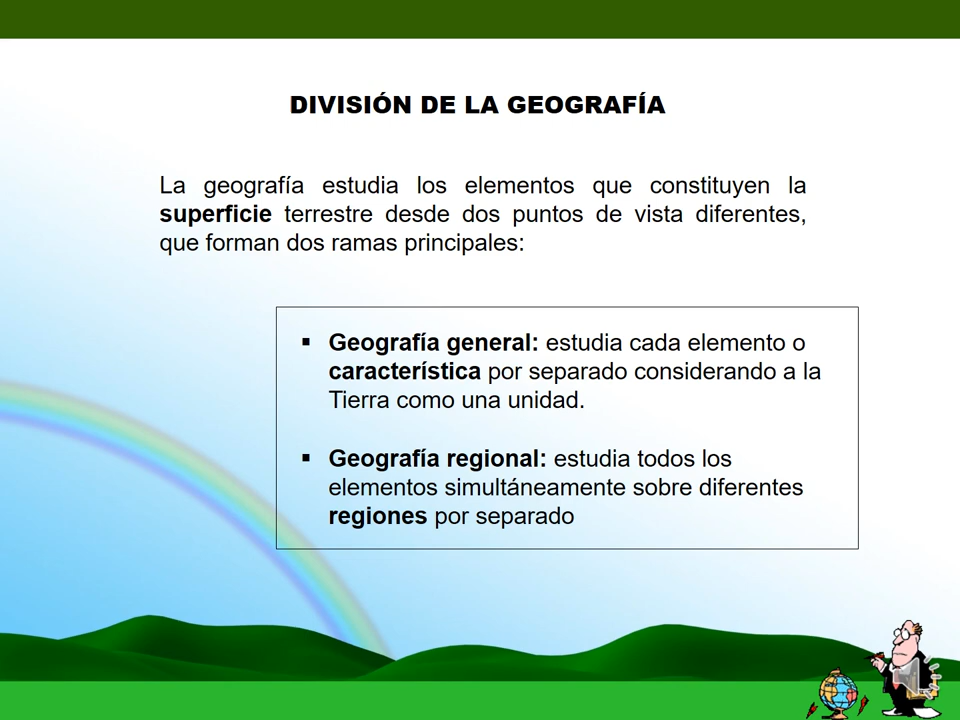 DIVISIÓN DE LA GEOGRAFÍA
La geografía estudia los elementos que constituyen la
superficie terrestre desde dos puntos de vista diferentes,
que forman dos ramas principales:
▪ Geografía general: estudia cada elemento o
característica por separado considerando a la
Tierra como una unidad.
▪ Geografía regional: estudia todos los
elementos simultáneamente sobre diferentes
regiones por separado